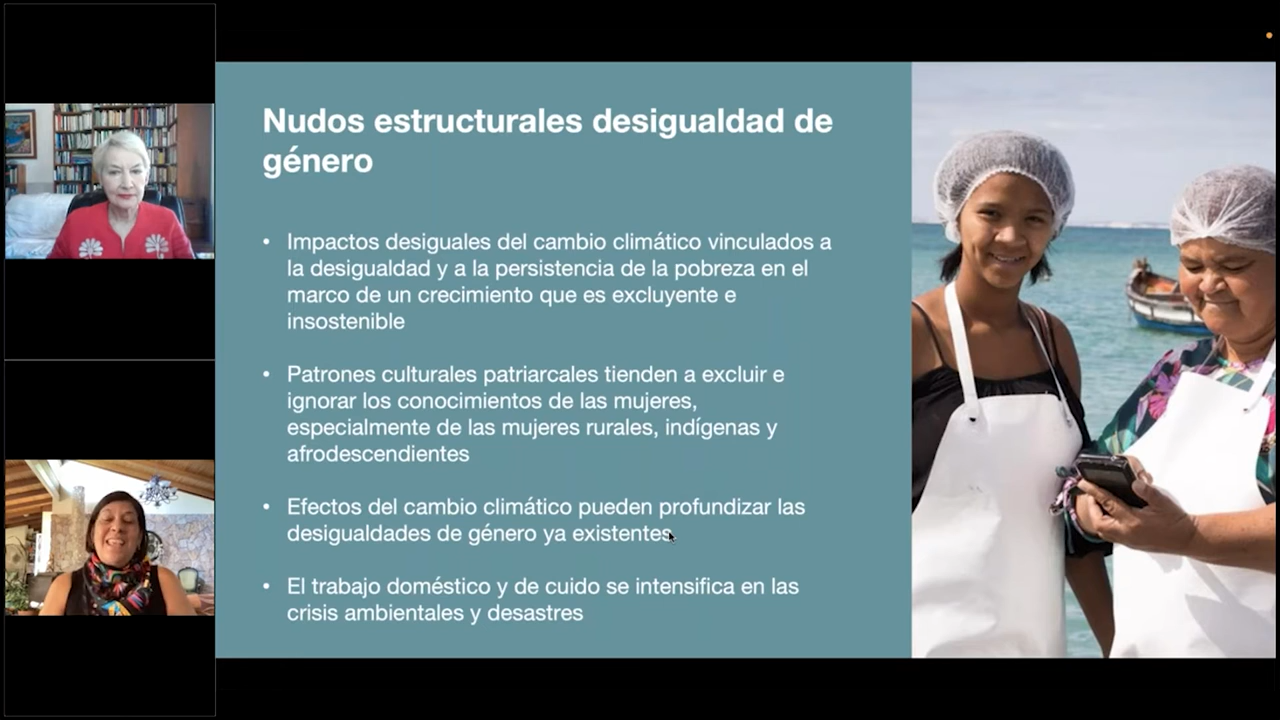 Nudos estructurales desigualdad de
género
• Impactos desiguales del cambio climático vinculados a
la desigualdad y a la persistencia de la pobreza en el
marco de un crecimiento que es excluyente e
insostenible
• Patrones culturales patriarcales tienden a excluir e
ignorar los conocimientos de las mujeres,
especialmente de las mujeres rurales, indígenas y
afrodescendientes
• Efectos del cambio climático pueden profundizar las
desigualdades de género ya existentes
• El trabajo doméstico y de cuido se intensifica en las
crisis ambientales y desastres